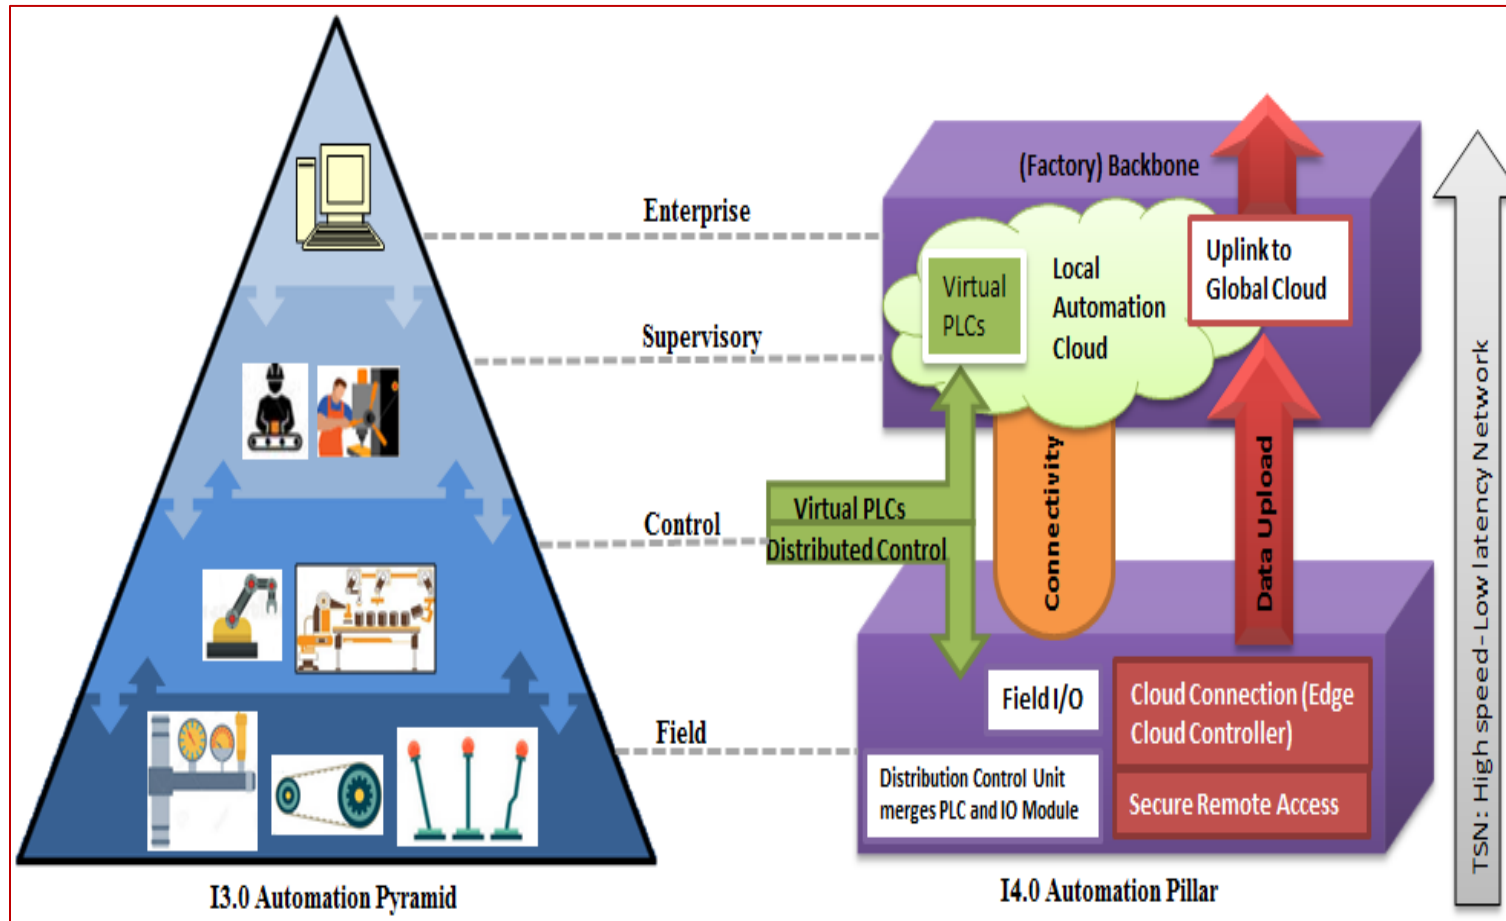 Enterprise
Supervisory
Control
Field
I3.0 Automation Pyramid
(Factory) Backbone
Virtual
PLCs
Local
Automation
Cloud
Uplink to
Global Cloud
Virtual PLCs
Distributed Control
Connectivity
Data Upload
Field I/O
Distribution Control Unit
merges PLC and IO Module
Cloud Connection (Edge
Cloud Controller)
Secure Remote Access
I4.0 Automation Pillar
TSN: High speed-Low latency Network